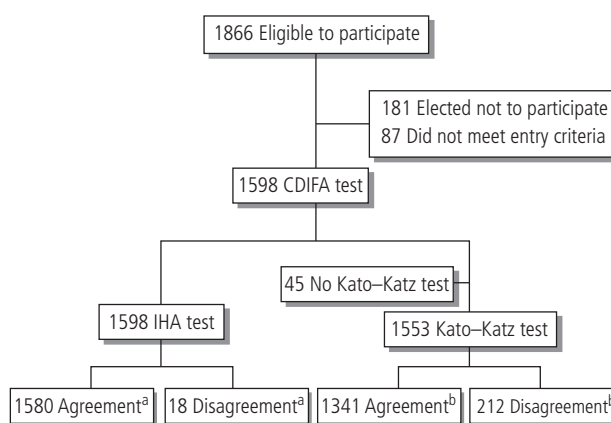 1866 Eligible to participate
181 Elected not to participate
87 Did not meet entry criteria
1598 CDIFA test
45 No Kato–Katz test
1598 IHA test
1553 Kato–Katz test
1580 Agreementᵃ
18 Disagreementᵃ
1341 Agreementᵇ
212 Disagreementᵇ